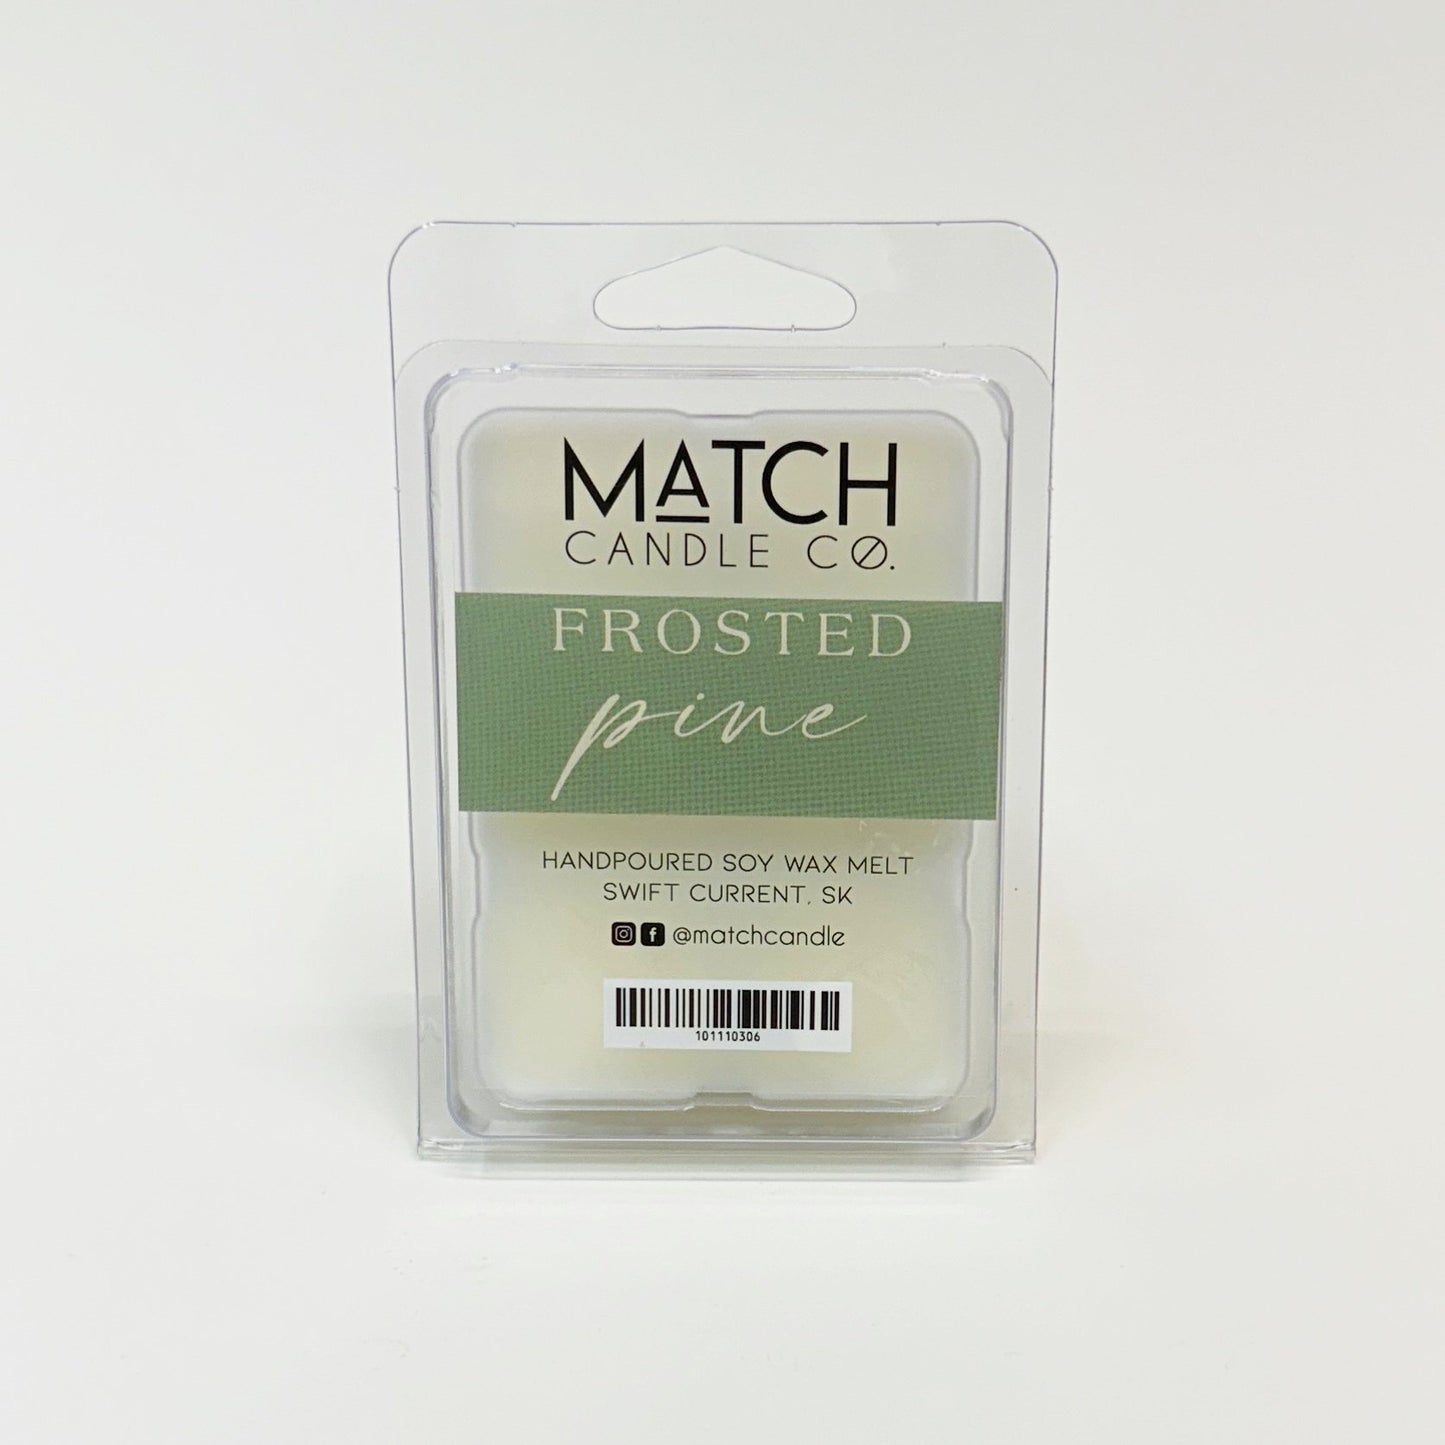 MATCH
CANDLE CO.
FROSTED
pine
HANDPOURED SOY WAX MELT
SWIFT CURRENT, SK
@matchcandle
101110306